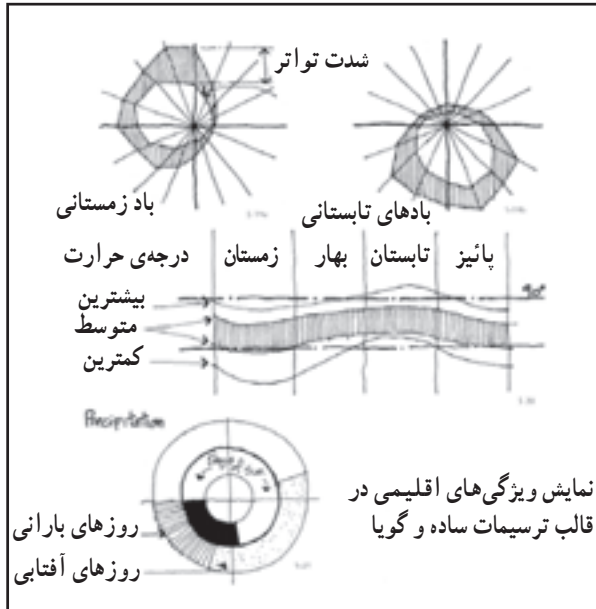 شدت تواتر
باد زمستانی
بادهای تابستانی
درجه‌ی حرارت
زمستان
بهار
تابستان
پائیز
بیشترین
متوسط
کمترین
Precipitation
روزهای بارانی
روزهای آفتابی
نمایش ویژگی‌های اقلیمی در
قالب ترسیمات ساده و گویا